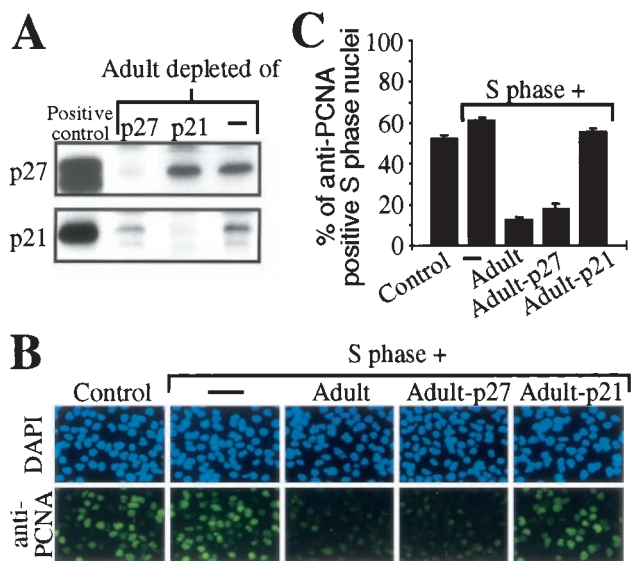 A
Adult depleted of
Positive control
p27 p21 –
p27
p21
C
% of anti-PCNA
positive S phase nuclei
100
80
60
40
20
0
S phase +
Control
–
Adult
Adult-p27
Adult-p21
B
S phase +
Control — Adult Adult-p27 Adult-p21
DAPI
anti-
PCNA